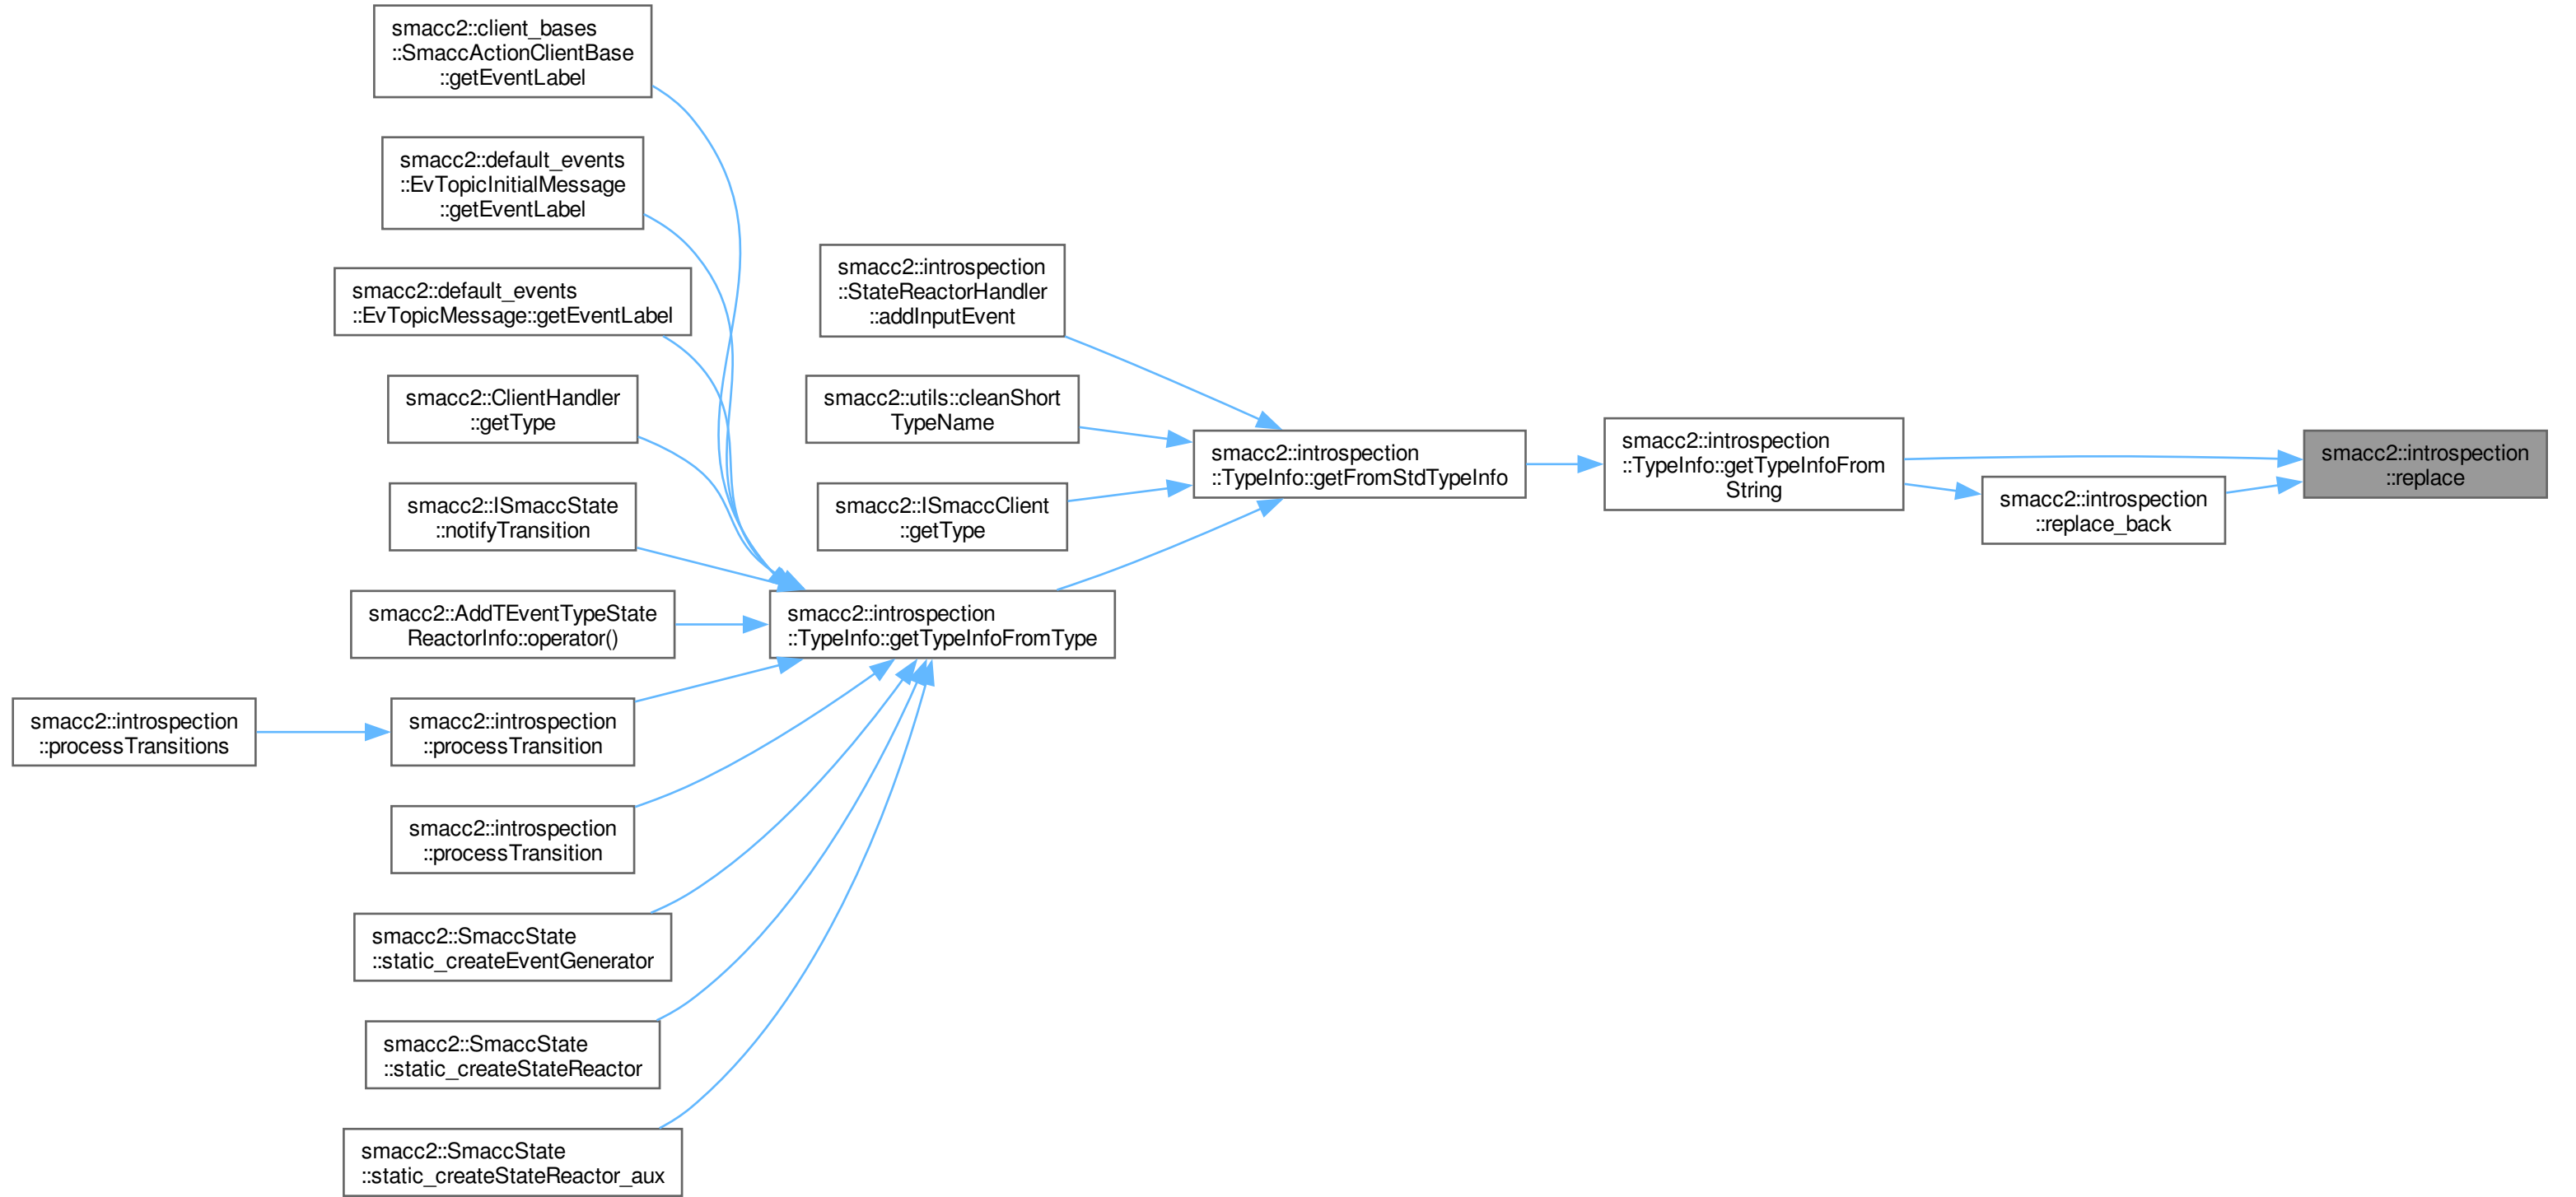 smacc2::client_bases
::SmaccActionClientBase
::getEventLabel
smacc2::default_events
::EvTopicInitialMessage
::getEventLabel
smacc2::default_events
::EvTopicMessage::getEventLabel
smacc2::ClientHandler
::getType
smacc2::ISmaccState
::notifyTransition
smacc2::AddTEventTypeState
ReactorInfo::operator()
smacc2::introspection
::processTransitions
smacc2::introspection
::processTransition
smacc2::introspection
::processTransition
smacc2::SmaccState
::static_createEventGenerator
smacc2::SmaccState
::static_createStateReactor
smacc2::SmaccState
::static_createStateReactor_aux
smacc2::introspection
::StateReactorHandler
::addInputEvent
smacc2::utils::cleanShort
TypeName
smacc2::ISmaccClient
::getType
smacc2::introspection
::TypeInfo::getTypeInfoFromType
smacc2::introspection
::TypeInfo::getFromStdTypeInfo
smacc2::introspection
::TypeInfo::getTypeInfoFrom
String
smacc2::introspection
::replace_back
smacc2::introspection
::replace